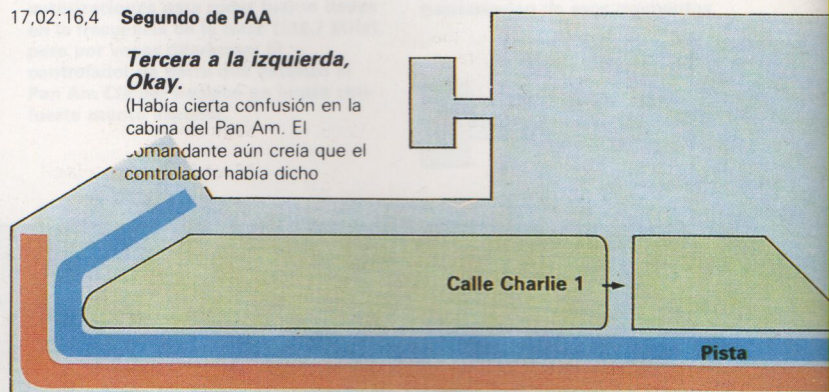 17,02:16,4 Segundo de PAA
Tercera a la izquierda,
Okay.
(Había cierta confusión en la
cabina del Pan Am. El
comandante aún creía que el
controlador había dicho
Calle Charlie 1
Pista